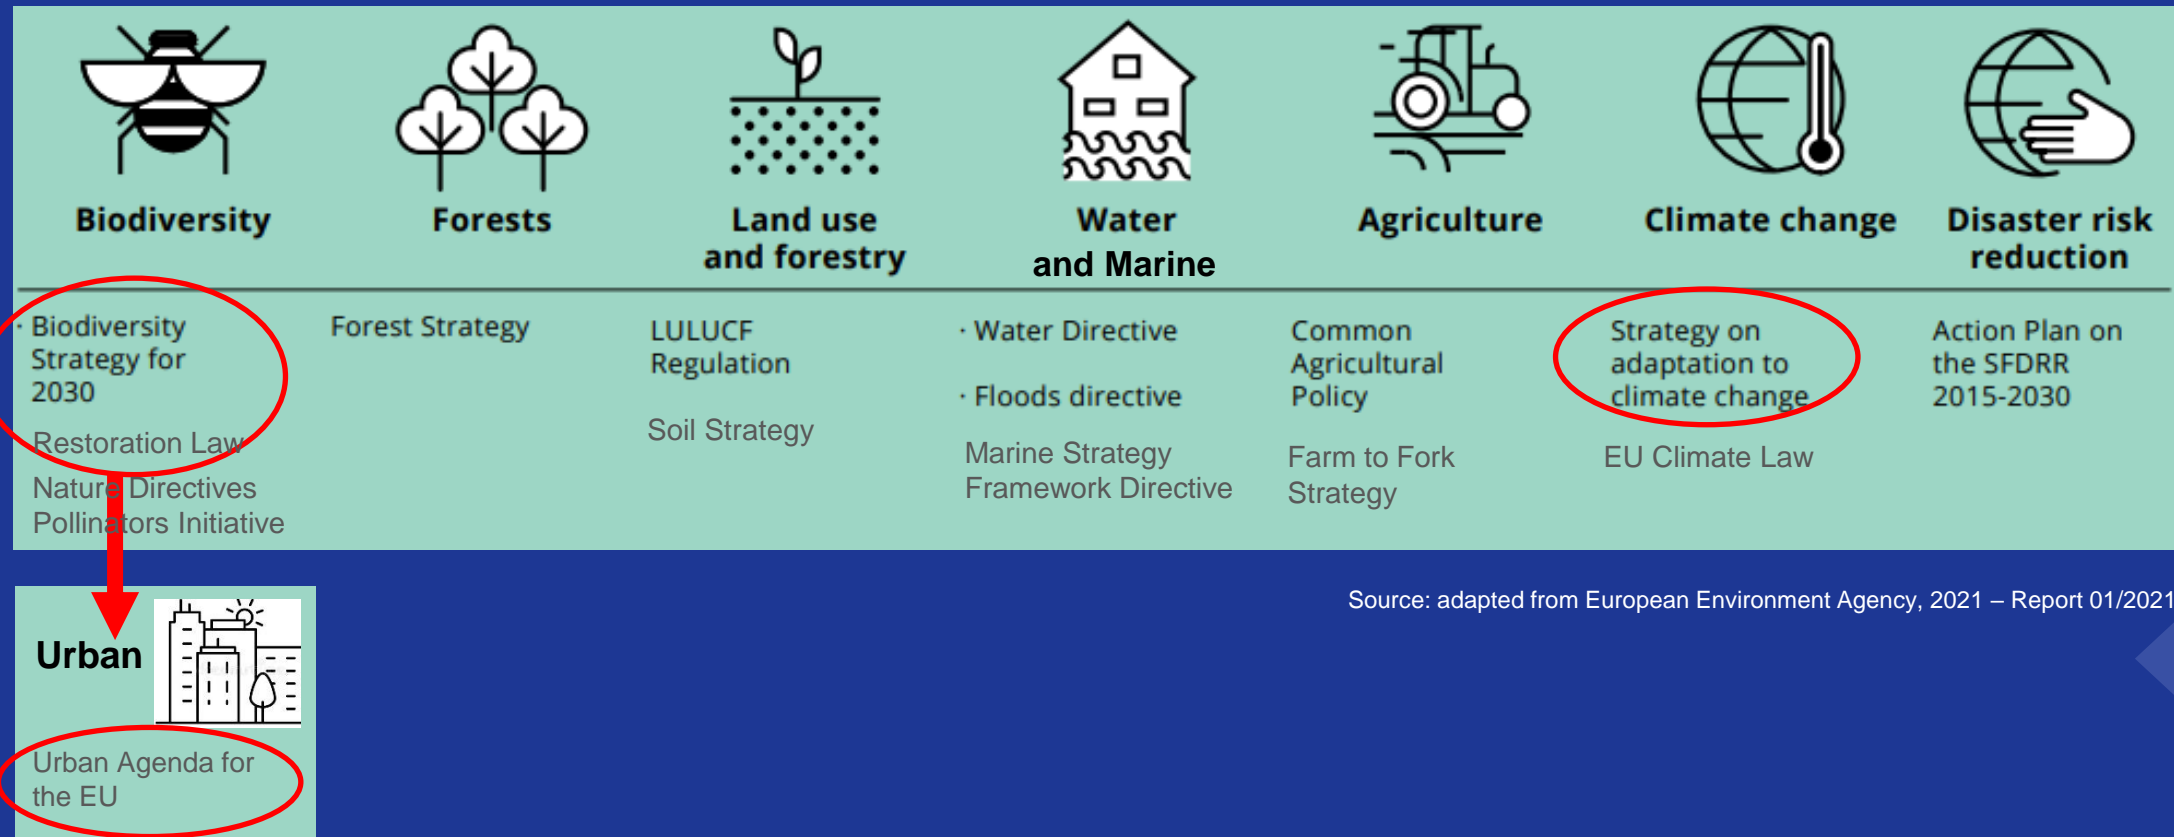 Biodiversity
Forests
Land use
and forestry
Water
and Marine
Agriculture
Climate change
Disaster risk
reduction
· Biodiversity
Strategy for
2030
Restoration Law
Nature Directives
Pollinators Initiative
Forest Strategy
LULUCF
Regulation
Soil Strategy
· Water Directive
· Floods directive
Marine Strategy
Framework Directive
Common
Agricultural
Policy
Farm to Fork
Strategy
Strategy on
adaptation to
climate change
EU Climate Law
Action Plan on
the SFDRR
2015-2030
Source: adapted from European Environment Agency, 2021 – Report 01/2021
Urban
Urban Agenda for
the EU